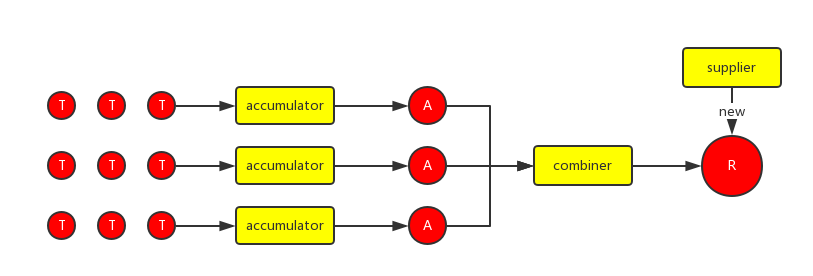 supplier
new
T T T accumulator A
T T T accumulator A combiner R
T T T accumulator A